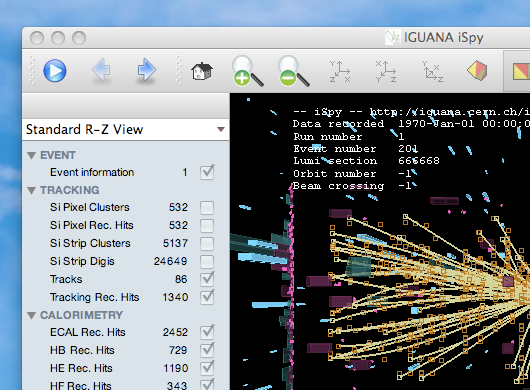 IGUANA iSpy
Z
Y
X
Standard R-Z View
EVENT
Event information 1
TRACKING
Si Pixel Clusters 532
Si Pixel Rec. Hits 532
Si Strip Clusters 5137
Si Strip Digis 24649
Tracks 86
Tracking Rec. Hits 1340
CALORIMETRY
ECAL Rec. Hits 2452
HB Rec. Hits 729
HE Rec. Hits 1190
HF Rec. Hits 343
-- iSpy -- http://iguana.cern.ch/i
Data recorded 1970-Jan-01 00:00:0
Run number 1
Event number 201
Lumi section 666668
Orbit number -1
Beam crossing -1